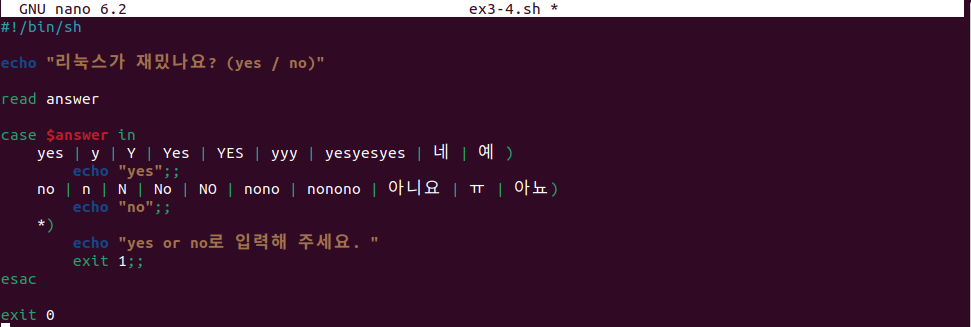 GNU nano 6.2 ex3-4.sh *
#!/bin/sh
echo "리눅스가 재밌나요? (yes / no)"
read answer
case $answer in
yes | y | Y | Yes | YES | yyy | yesyesyes | 네 | 예 )
echo "yes";;
no | n | N | No | NO | nono | nonono | 아니요 | ㅠ | 아뇨)
echo "no";;
*)
echo "yes or no로 입력해 주세요. "
exit 1;;
esac
exit 0